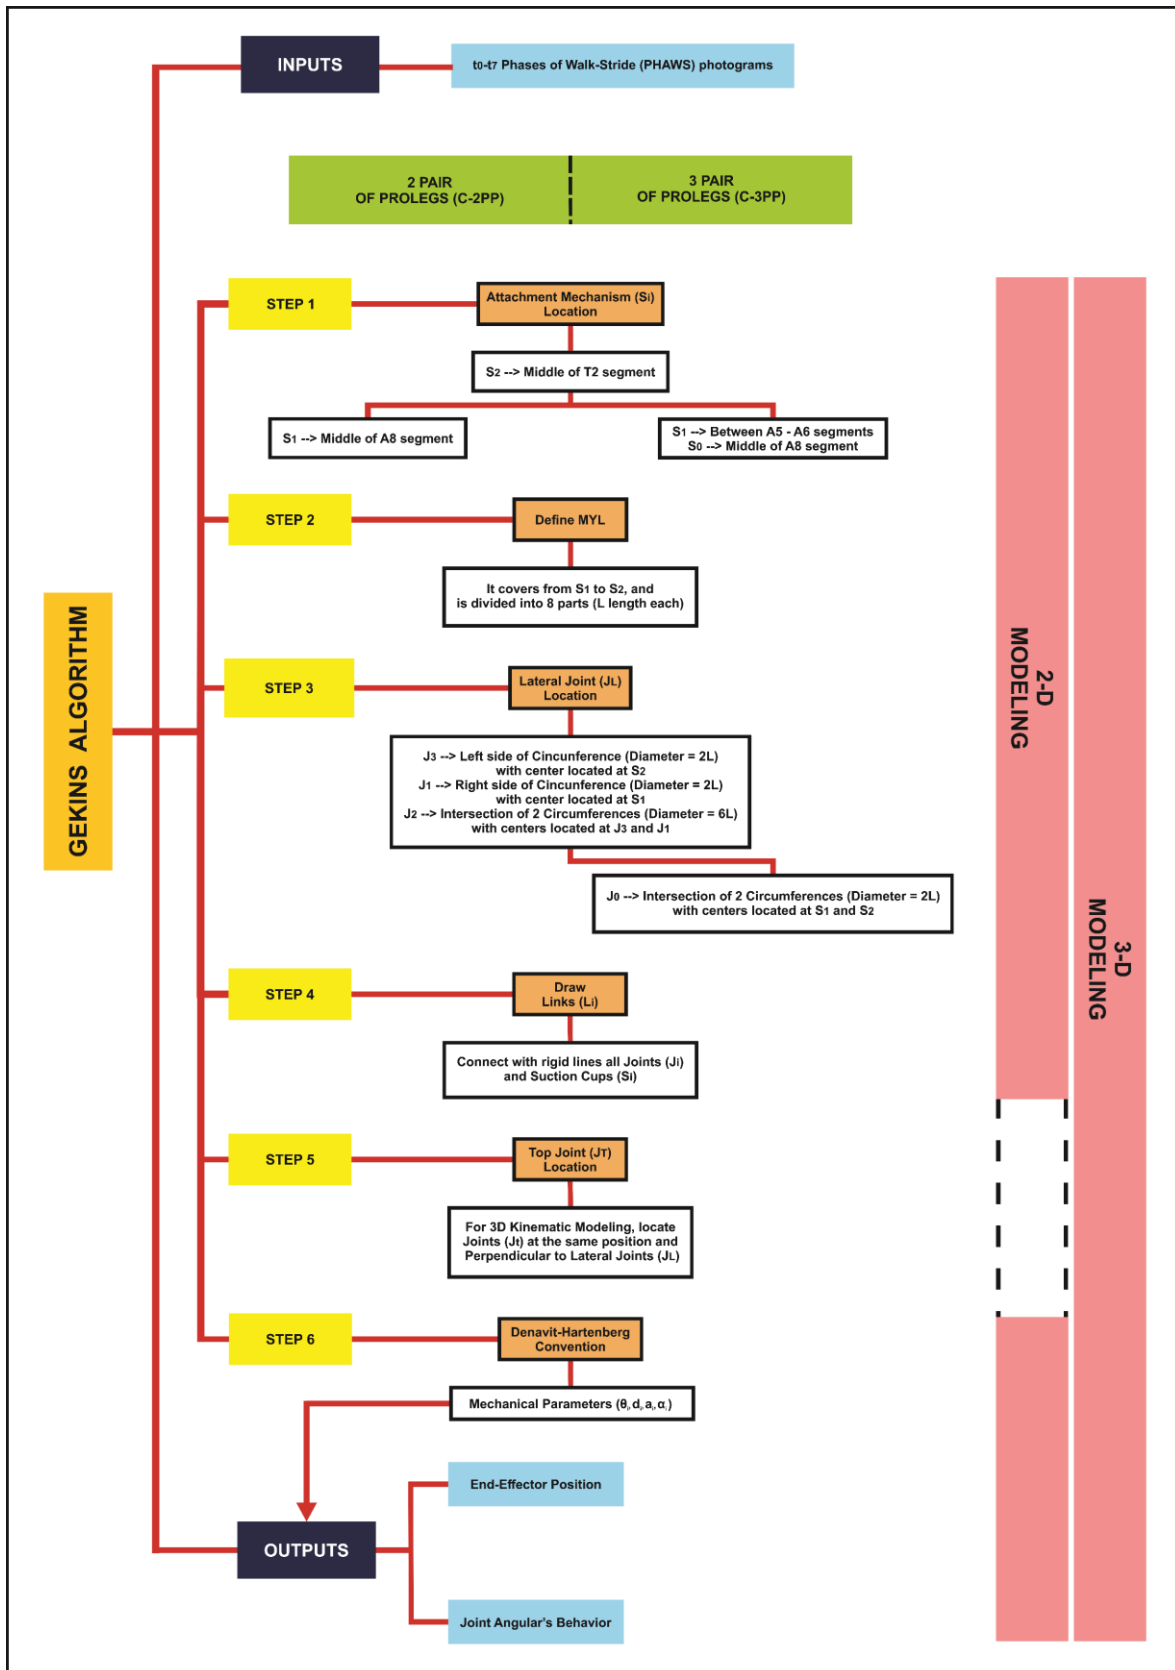 INPUTS
t0-t7 Phases of Walk-Stride (PHAWS) photograms
2 PAIR
OF PROLEGS (C-2PP)
3 PAIR
OF PROLEGS (C-3PP)
STEP 1
Attachment Mechanism (Si)
Location
S2 --> Middle of T2 segment
S1 --> Middle of A8 segment
S1 --> Between A5 - A6 segments
S0 --> Middle of A8 segment
STEP 2
Define MYL
It covers from S1 to S2, and
is divided into 8 parts (L length each)
GEKINS ALGORITHM
STEP 3
Lateral Joint (JL)
Location
J3 --> Left side of Cincunference (Diameter = 2L)
with center located at S2
J1 --> Right side of Cincunference (Diameter = 2L)
with center located at S1
J2 --> Intersection of 2 Circumferences (Diameter = 6L)
with centers located at J3 and J1
J0 --> Intersection of 2 Circumferences (Diameter = 2L)
with centers located at S1 and S2
2-D
MODELING
3-D
MODELING
STEP 4
Draw
Links (Li)
Connect with rigid lines all Joints (Ji)
and Suction Cups (Si)
STEP 5
Top Joint (JT)
Location
For 3D Kinematic Modeling, locate
Joints (Jt) at the same position and
Perpendicular to Lateral Joints (JL)
STEP 6
Denavit-Hartenberg
Convention
Mechanical Parameters (θi, di, ai, αi)
End-Effector Position
OUTPUTS
Joint Angular's Behavior